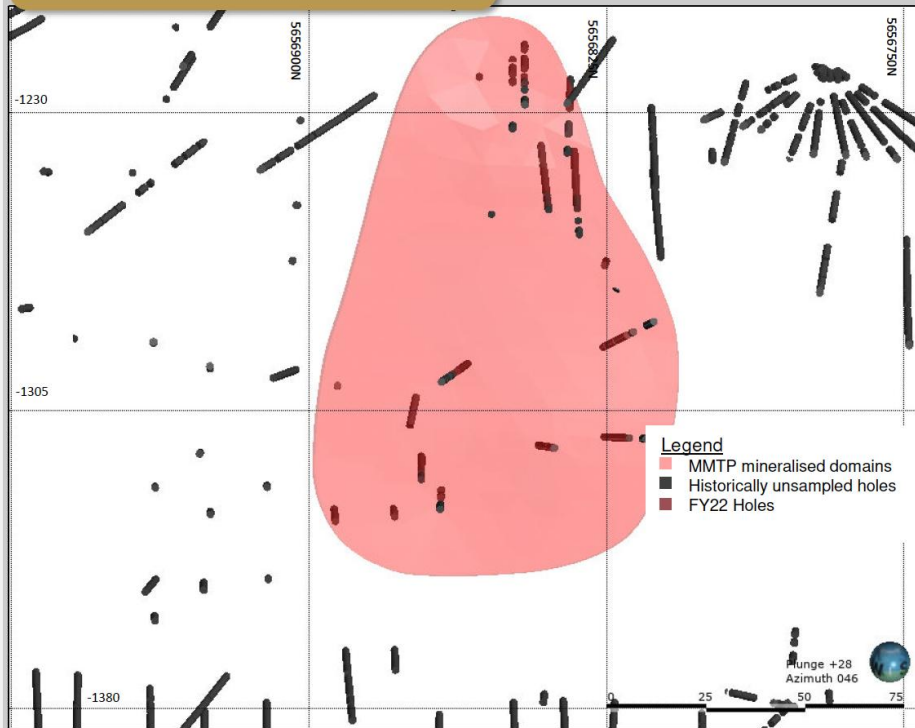 5656900N
5656825N
5656750N
-1230
-1305
Legend
MMTP mineralised domains
Historically unsampled holes
FY22 Holes
-1380
Plunge +28
Azimuth 046
0
25
50
75